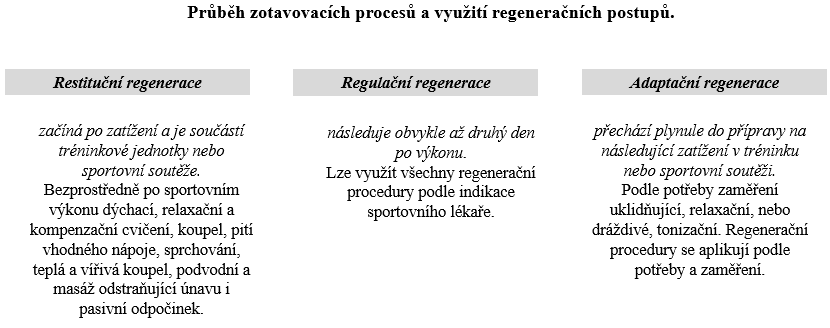 Průběh zotavovacích procesů a využití regeneračních postupů.
Restituční regenerace
začíná po zatížení a je součástí
tréninkové jednotky nebo
sportovní soutěže.
Bezprostředně po sportovním
výkonu dýchací, relaxační a
kompenzační cvičení, koupel, pití
vhodného nápoje, sprchování,
teplá a vířivá koupel, podvodní a
masáž odstraňující únavu i
pasivní odpočinek.
Regulační regenerace
následuje obvykle až druhý den
po výkonu.
Lze využít všechny regenerační
procedury podle indikace
sportovního lékaře.
Adaptační regenerace
přechází plynule do přípravy na
následující zatížení v tréninku
nebo sportovní soutěži.
Podle potřeby zaměření
uklidňující, relaxační, nebo
dráždivé, tonizační. Regenerační
procedury se aplikují podle
potřeby a zaměření.